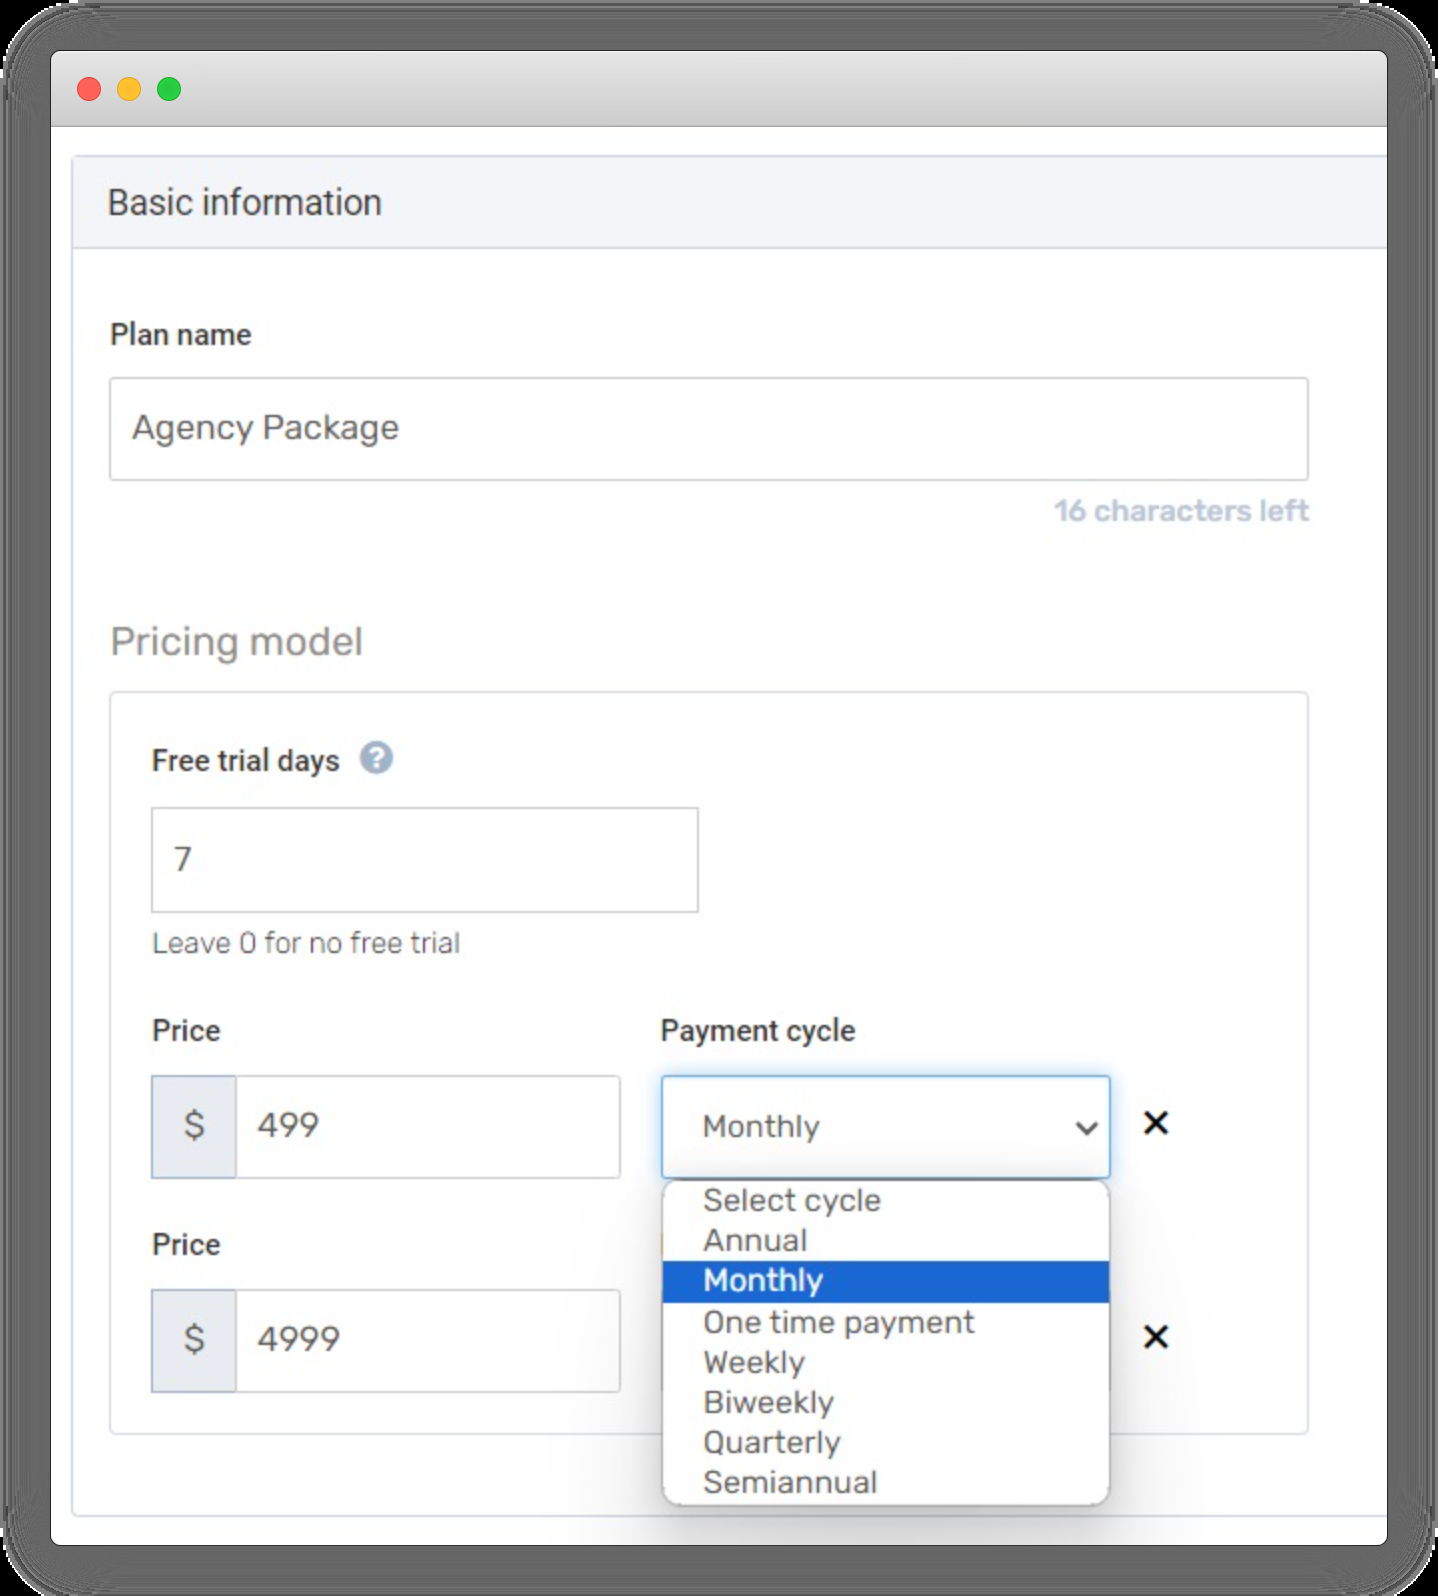 Basic information
Plan name
Agency Package
16 characters left
Pricing model
Free trial days ?
7
Leave 0 for no free trial
Price
Payment cycle
$ 499
Monthly
Select cycle
Annual
Monthly
One time payment
Weekly
Biweekly
Quarterly
Semiannual
Price
$ 4999